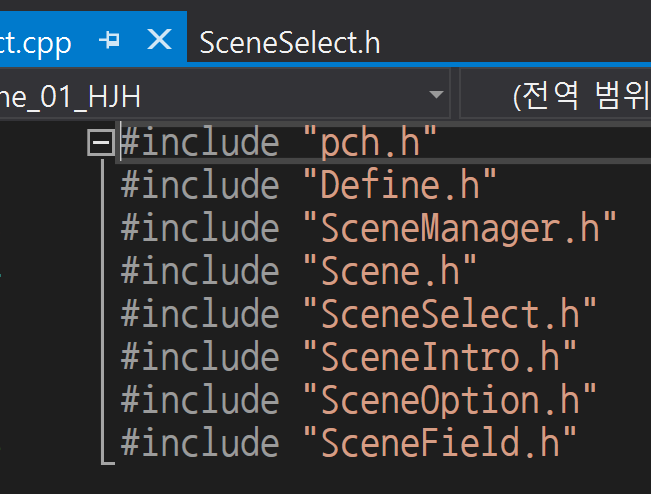 ct.cpp SceneSelect.h
ne_01_HJH (전역 범위
#include "pch.h"
#include "Define.h"
#include "SceneManager.h"
#include "Scene.h"
#include "SceneSelect.h"
#include "SceneIntro.h"
#include "SceneOption.h"
#include "SceneField.h"